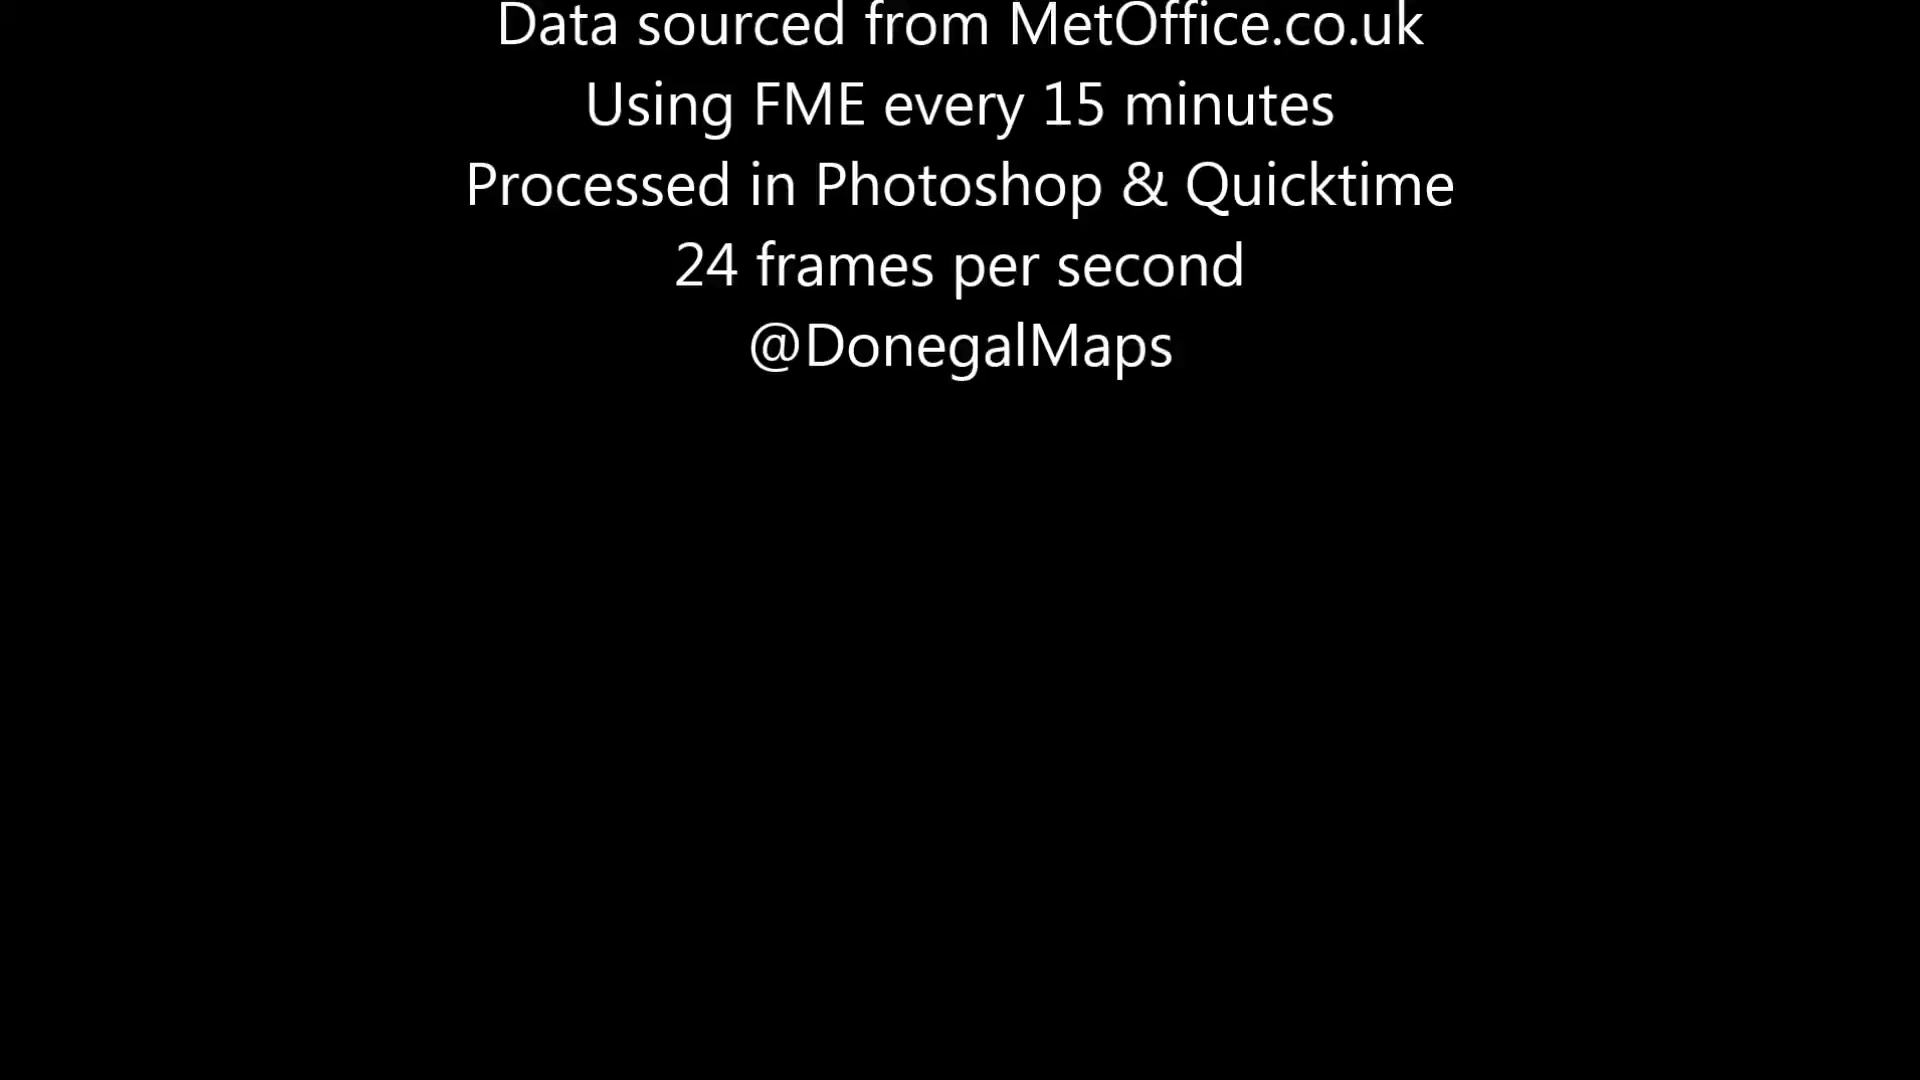 Data sourced from MetOffice.co.uk
Using FME every 15 minutes
Processed in Photoshop & Quicktime
24 frames per second
@DonegalMaps